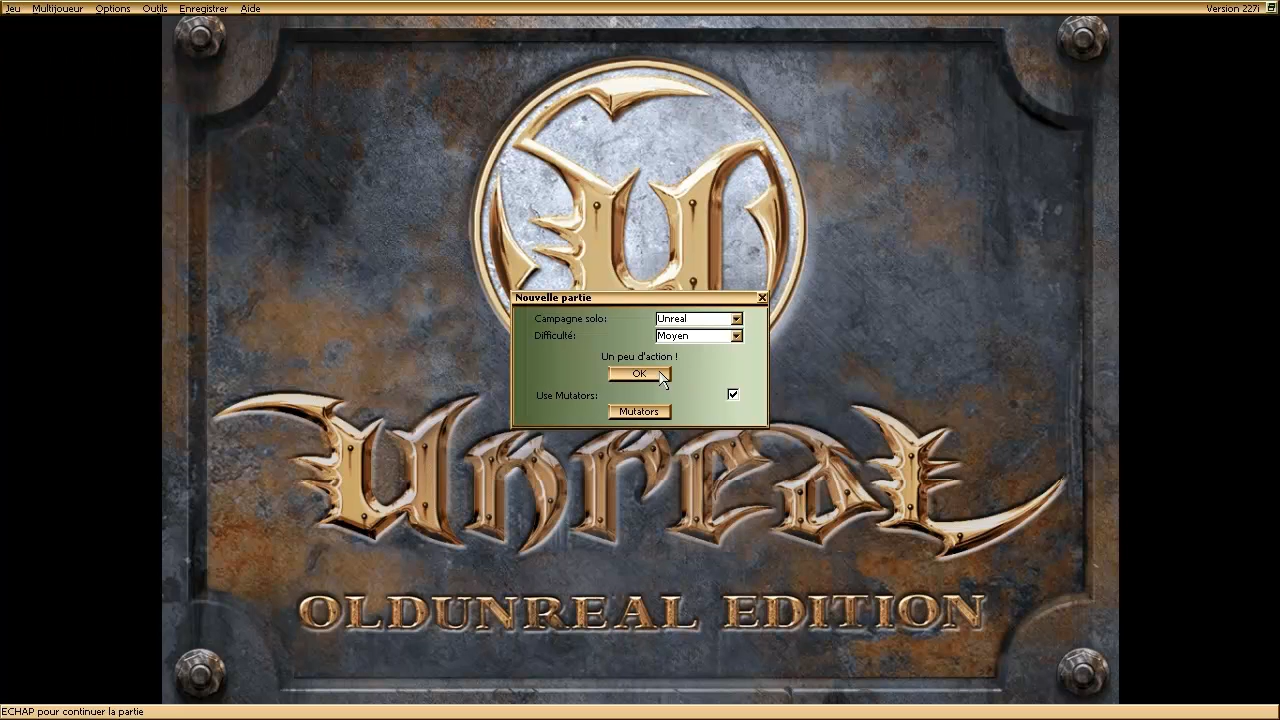 Jeu Multijoueur Options Outils Enregistrer Aide Version 227i
Nouvelle partie
Campagne solo: Unreal
Difficulté: Moyen
Un peu d'action !
OK
Use Mutators:
Mutators
Unreal
OLDUNREAL EDITION
ECHAP pour continuer la partie